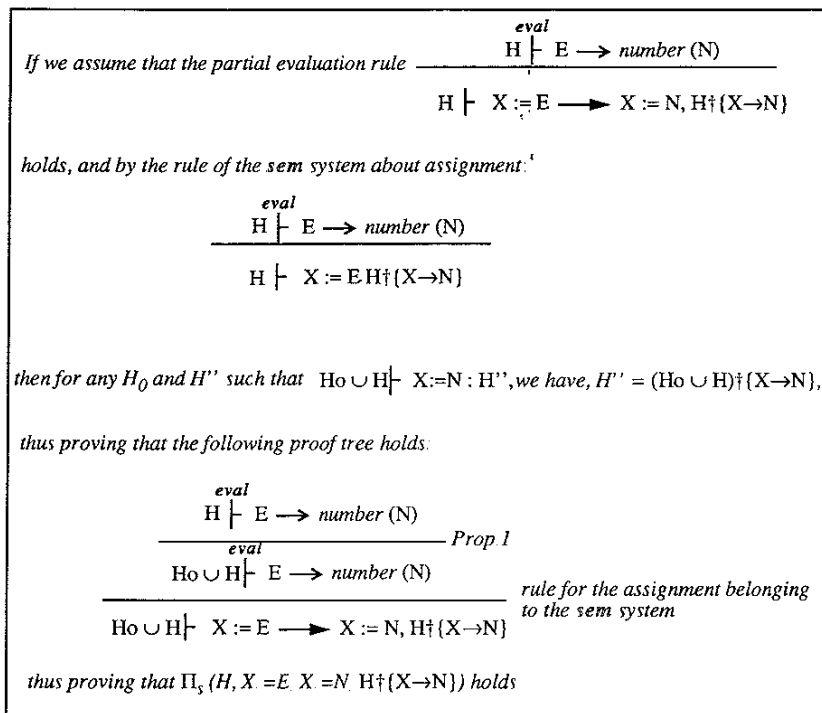 eval
If we assume that the partial evaluation rule H ⊢ E ⟶ number (N)
H ⊢ X := E ⟶ X := N, H†{X→N}
holds, and by the rule of the sem system about assignment:
eval
H ⊢ E ⟶ number (N)
H ⊢ X := E H†{X→N}
then for any H₀ and H'' such that Ho ∪ H ⊢ X:=N : H'', we have, H'' = (Ho ∪ H)†{X→N},
thus proving that the following proof tree holds:
eval
H ⊢ E ⟶ number (N)
Prop.1
eval
Ho ∪ H ⊢ E ⟶ number (N)
rule for the assignment belonging
to the sem system
Ho ∪ H ⊢ X := E ⟶ X := N, H†{X→N}
thus proving that Πs (H, X =E X =N H†{X→N}) holds